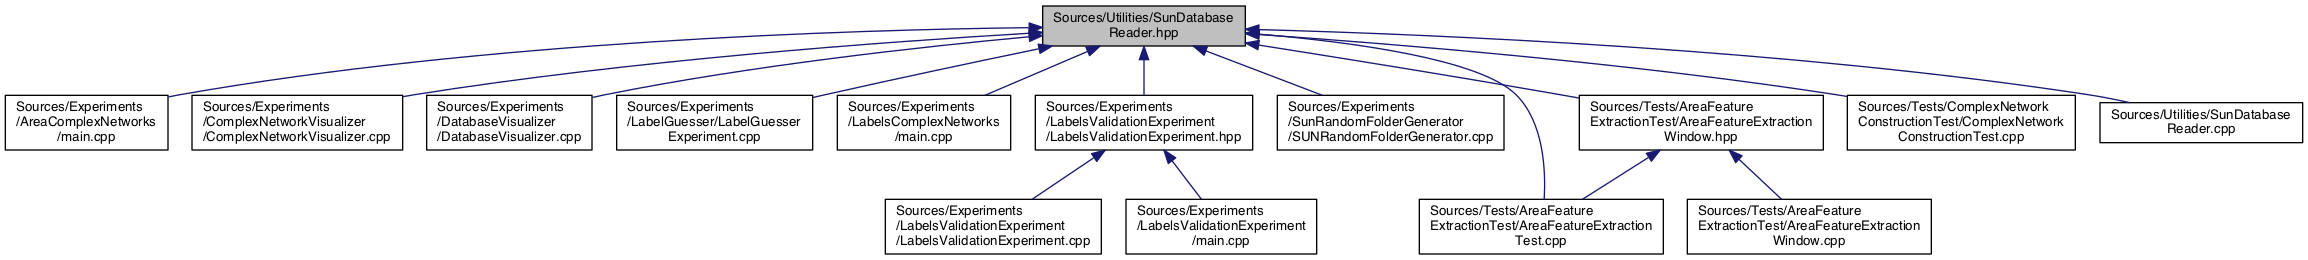 Sources/Utilities/SunDatabase
Reader.hpp
Sources/Experiments
/AreaComplexNetworks
/main.cpp
Sources/Experiments
/ComplexNetworkVisualizer
/ComplexNetworkVisualizer.cpp
Sources/Experiments
/DatabaseVisualizer
/DatabaseVisualizer.cpp
Sources/Experiments
/LabelGuesser/LabelGuesser
Experiment.cpp
Sources/Experiments
/LabelsComplexNetworks
/main.cpp
Sources/Experiments
/LabelsValidationExperiment
/LabelsValidationExperiment.hpp
Sources/Experiments
/SunRandomFolderGenerator
/SUNRandomFolderGenerator.cpp
Sources/Tests/AreaFeature
ExtractionTest/AreaFeatureExtraction
Window.hpp
Sources/Tests/ComplexNetwork
ConstructionTest/ComplexNetwork
ConstructionTest.cpp
Sources/Utilities/SunDatabase
Reader.cpp
Sources/Experiments
/LabelsValidationExperiment
/LabelsValidationExperiment.cpp
Sources/Experiments
/LabelsValidationExperiment
/main.cpp
Sources/Tests/AreaFeature
ExtractionTest/AreaFeatureExtraction
Test.cpp
Sources/Tests/AreaFeature
ExtractionTest/AreaFeatureExtraction
Window.cpp